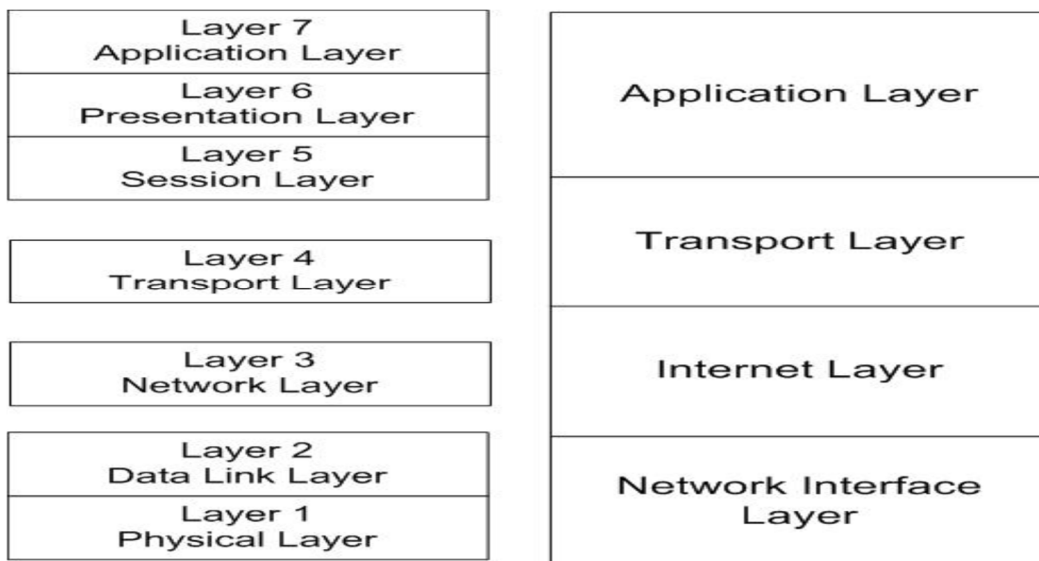 Layer 7
Application Layer
Layer 6
Presentation Layer
Layer 5
Session Layer
Layer 4
Transport Layer
Layer 3
Network Layer
Layer 2
Data Link Layer
Layer 1
Physical Layer
Application Layer
Transport Layer
Internet Layer
Network Interface
Layer